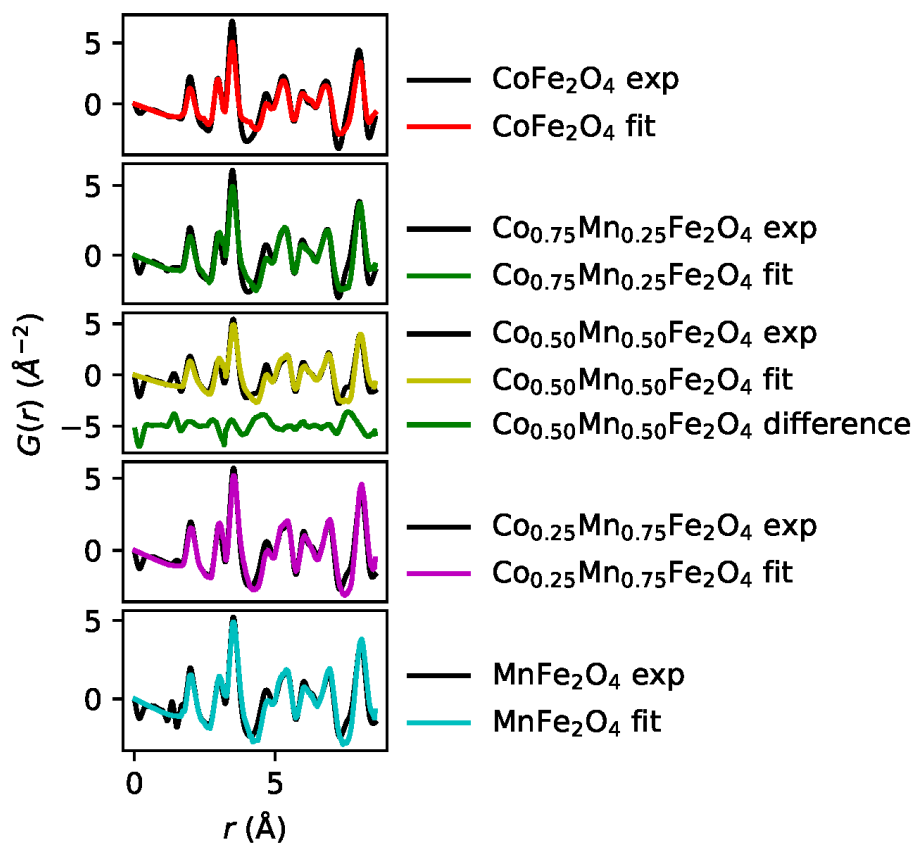 5
0
CoFe₂O₄ exp
CoFe₂O₄ fit
5
0
Co₀.₇₅Mn₀.₂₅Fe₂O₄ exp
Co₀.₇₅Mn₀.₂₅Fe₂O₄ fit
5
0
−5
Co₀.₅₀Mn₀.₅₀Fe₂O₄ exp
Co₀.₅₀Mn₀.₅₀Fe₂O₄ fit
Co₀.₅₀Mn₀.₅₀Fe₂O₄ difference
G(r) (Å⁻²)
5
0
Co₀.₂₅Mn₀.₇₅Fe₂O₄ exp
Co₀.₂₅Mn₀.₇₅Fe₂O₄ fit
5
0
MnFe₂O₄ exp
MnFe₂O₄ fit
0 5
r (Å)